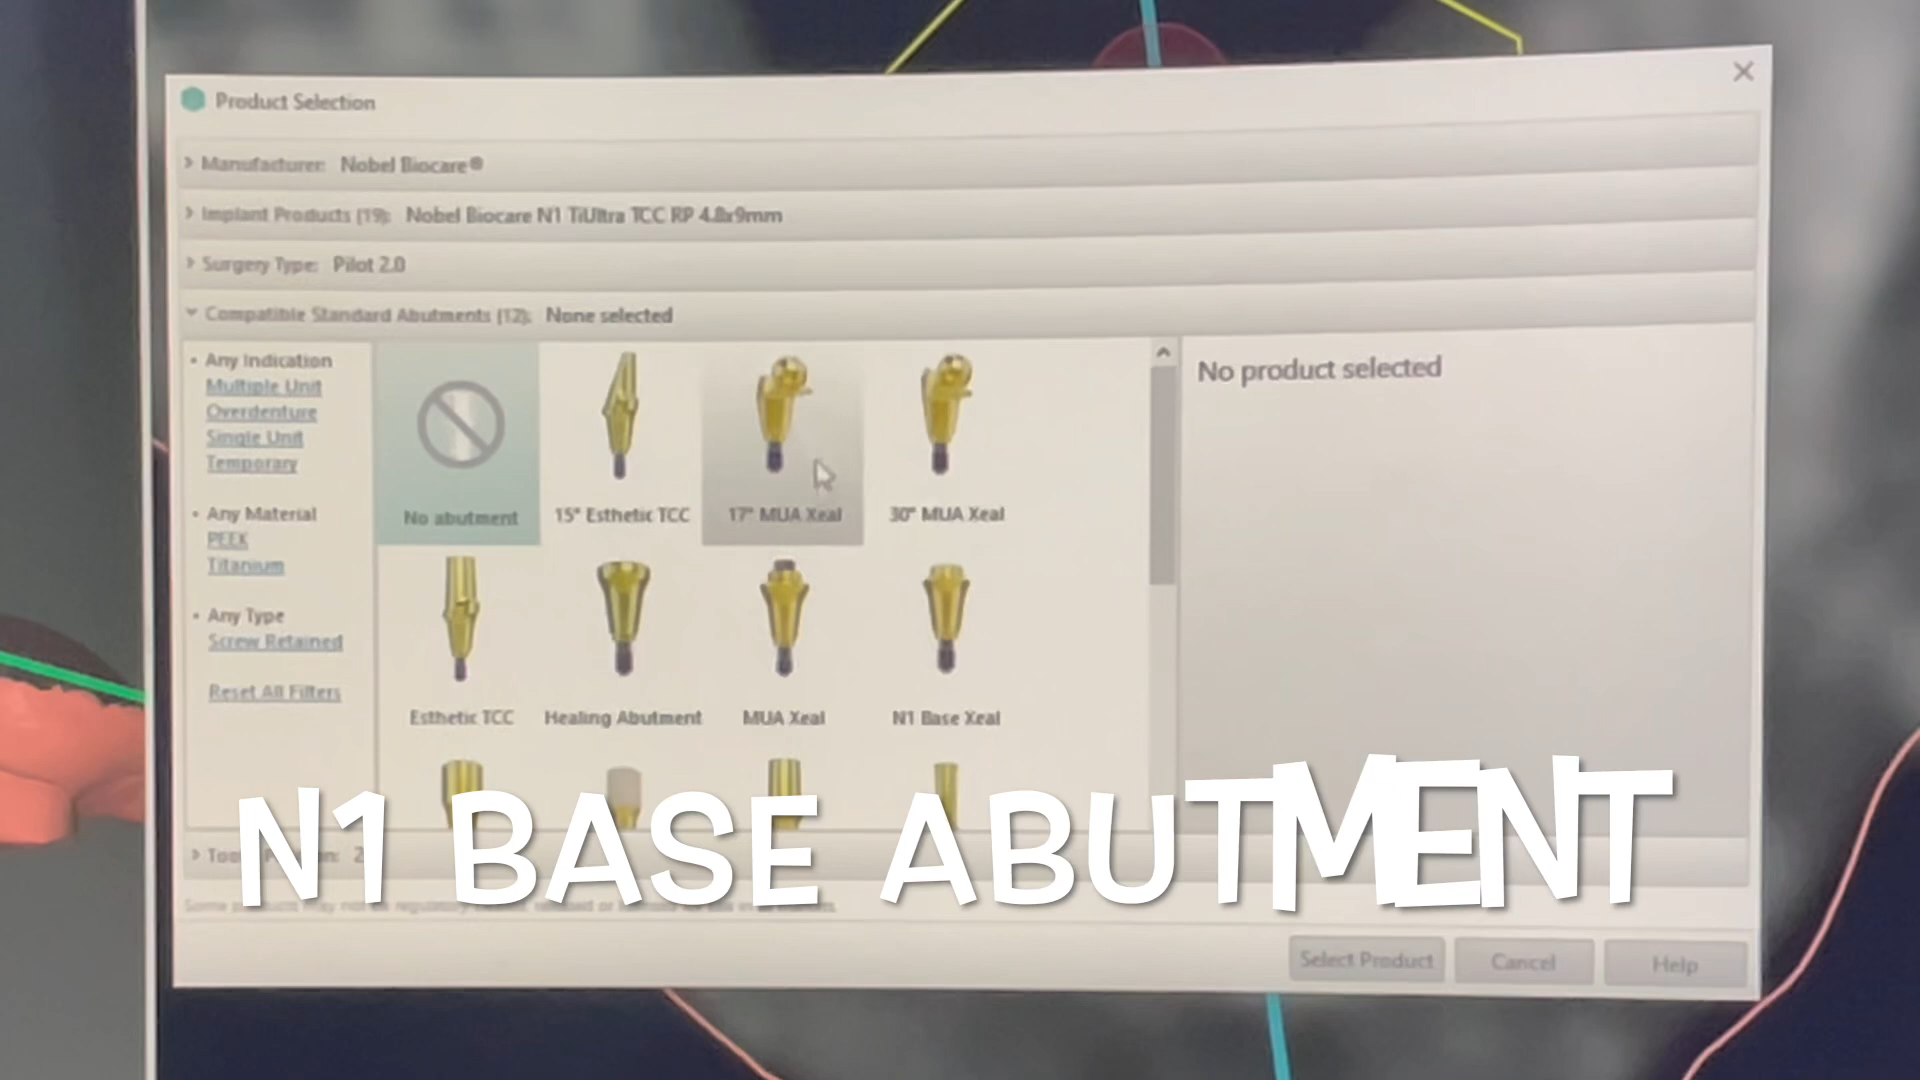 Product Selection
Manufacturer: Nobel Biocare®
Implant Products (19): Nobel Biocare N1 TiUltra TCC RP 4.8x9mm
Surgery Type: Pilot 2.0
Compatible Standard Abutments (12): None selected
Any Indication
Multiple Unit
Overdenture
Single Unit
Temporary
Any Material
PEEK
Titanium
Any Type
Screw Retained
Reset All Filters
No abutment
15° Esthetic TCC
17° MUA Xeal
30° MUA Xeal
Esthetic TCC
Healing Abutment
MUA Xeal
N1 Base Xeal
No product selected
N1 BASE ABUTMENT
Some
may not
Select Product
Cancel
Help